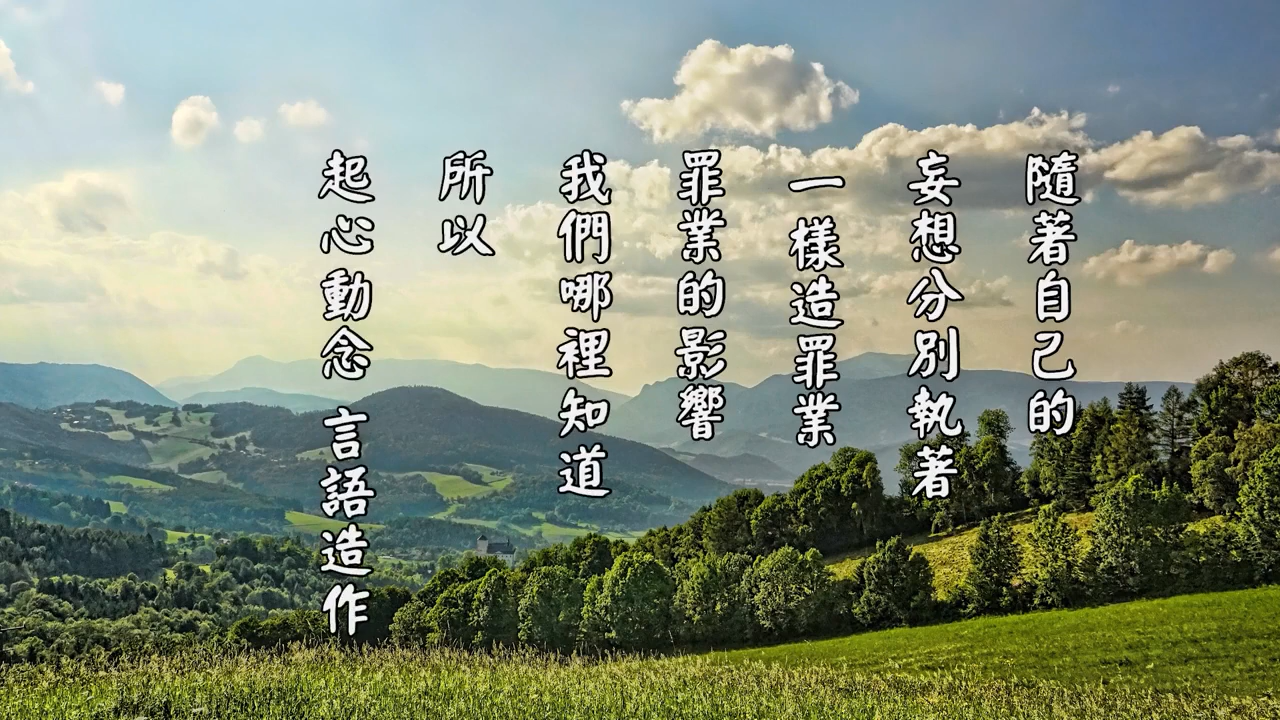 隨著自己的
妄想分別執著
一樣造罪業
罪業的影響
我們哪裡知道
所以
起心動念 言語造作